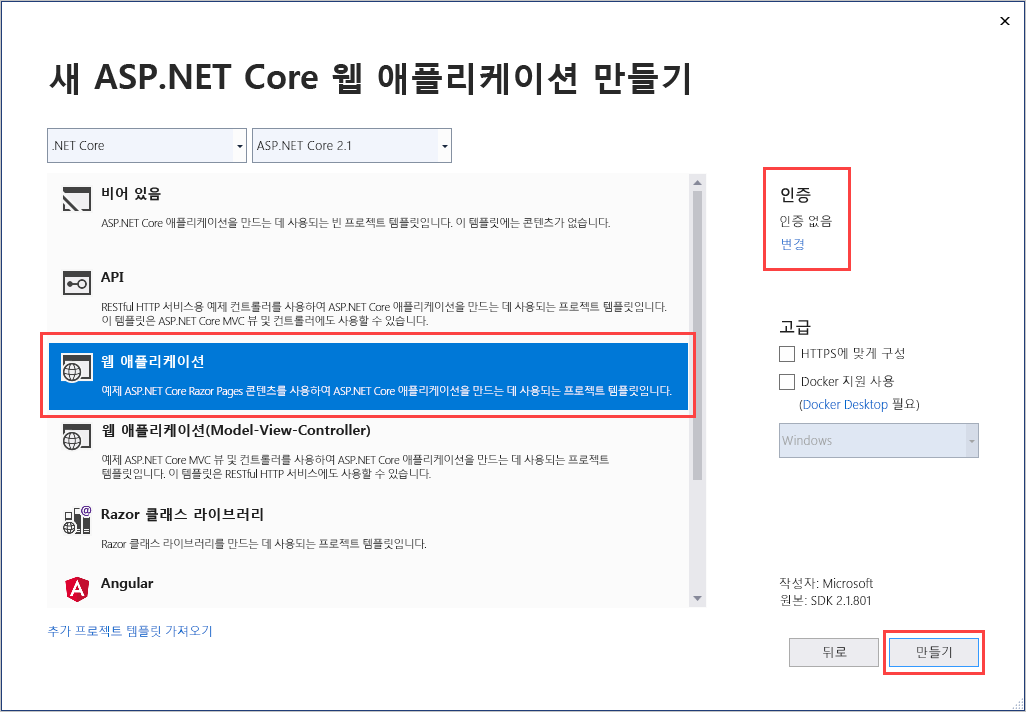 새 ASP.NET Core 웹 애플리케이션 만들기
.NET Core
ASP.NET Core 2.1
비어 있음
ASP.NET Core 애플리케이션을 만드는 데 사용되는 빈 프로젝트 템플릿입니다. 이 템플릿에는 콘텐츠가 없습니다.
API
RESTful HTTP 서비스용 예제 컨트롤러를 사용하여 ASP.NET Core 애플리케이션을 만드는 데 사용되는 프로젝트 템플릿입니다.
이 템플릿은 ASP.NET Core MVC 뷰 및 컨트롤러에도 사용할 수 있습니다.
웹 애플리케이션
예제 ASP.NET Core Razor Pages 콘텐츠를 사용하여 ASP.NET Core 애플리케이션을 만드는 데 사용되는 프로젝트 템플릿입니다.
웹 애플리케이션(Model-View-Controller)
예제 ASP.NET Core MVC 뷰 및 컨트롤러를 사용하여 ASP.NET Core 애플리케이션을 만드는 데 사용되는 프로젝트
템플릿입니다. 이 템플릿은 RESTful HTTP 서비스에도 사용할 수 있습니다.
Razor 클래스 라이브러리
Razor 클래스 라이브러리를 만드는 데 사용되는 프로젝트 템플릿입니다.
Angular
추가 프로젝트 템플릿 가져오기
인증
인증 없음
변경
고급
HTTPS에 맞게 구성
Docker 지원 사용
(Docker Desktop 필요)
Windows
작성자: Microsoft
원본: SDK 2.1.801
뒤로
만들기